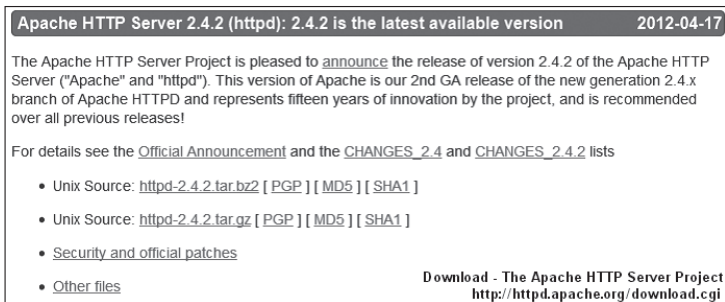 Apache HTTP Server 2.4.2 (httpd): 2.4.2 is the latest available version 2012-04-17
The Apache HTTP Server Project is pleased to announce the release of version 2.4.2 of the Apache HTTP
Server ("Apache" and "httpd"). This version of Apache is our 2nd GA release of the new generation 2.4.x
branch of Apache HTTPD and represents fifteen years of innovation by the project, and is recommended
over all previous releases!
For details see the Official Announcement and the CHANGES_2.4 and CHANGES_2.4.2 lists
• Unix Source: httpd-2.4.2.tar.bz2 [ PGP ] [ MD5 ] [ SHA1 ]
• Unix Source: httpd-2.4.2.tar.gz [ PGP ] [ MD5 ] [ SHA1 ]
• Security and official patches
• Other files
Download - The Apache HTTP Server Project
http://httpd.apache.org/download.cgi